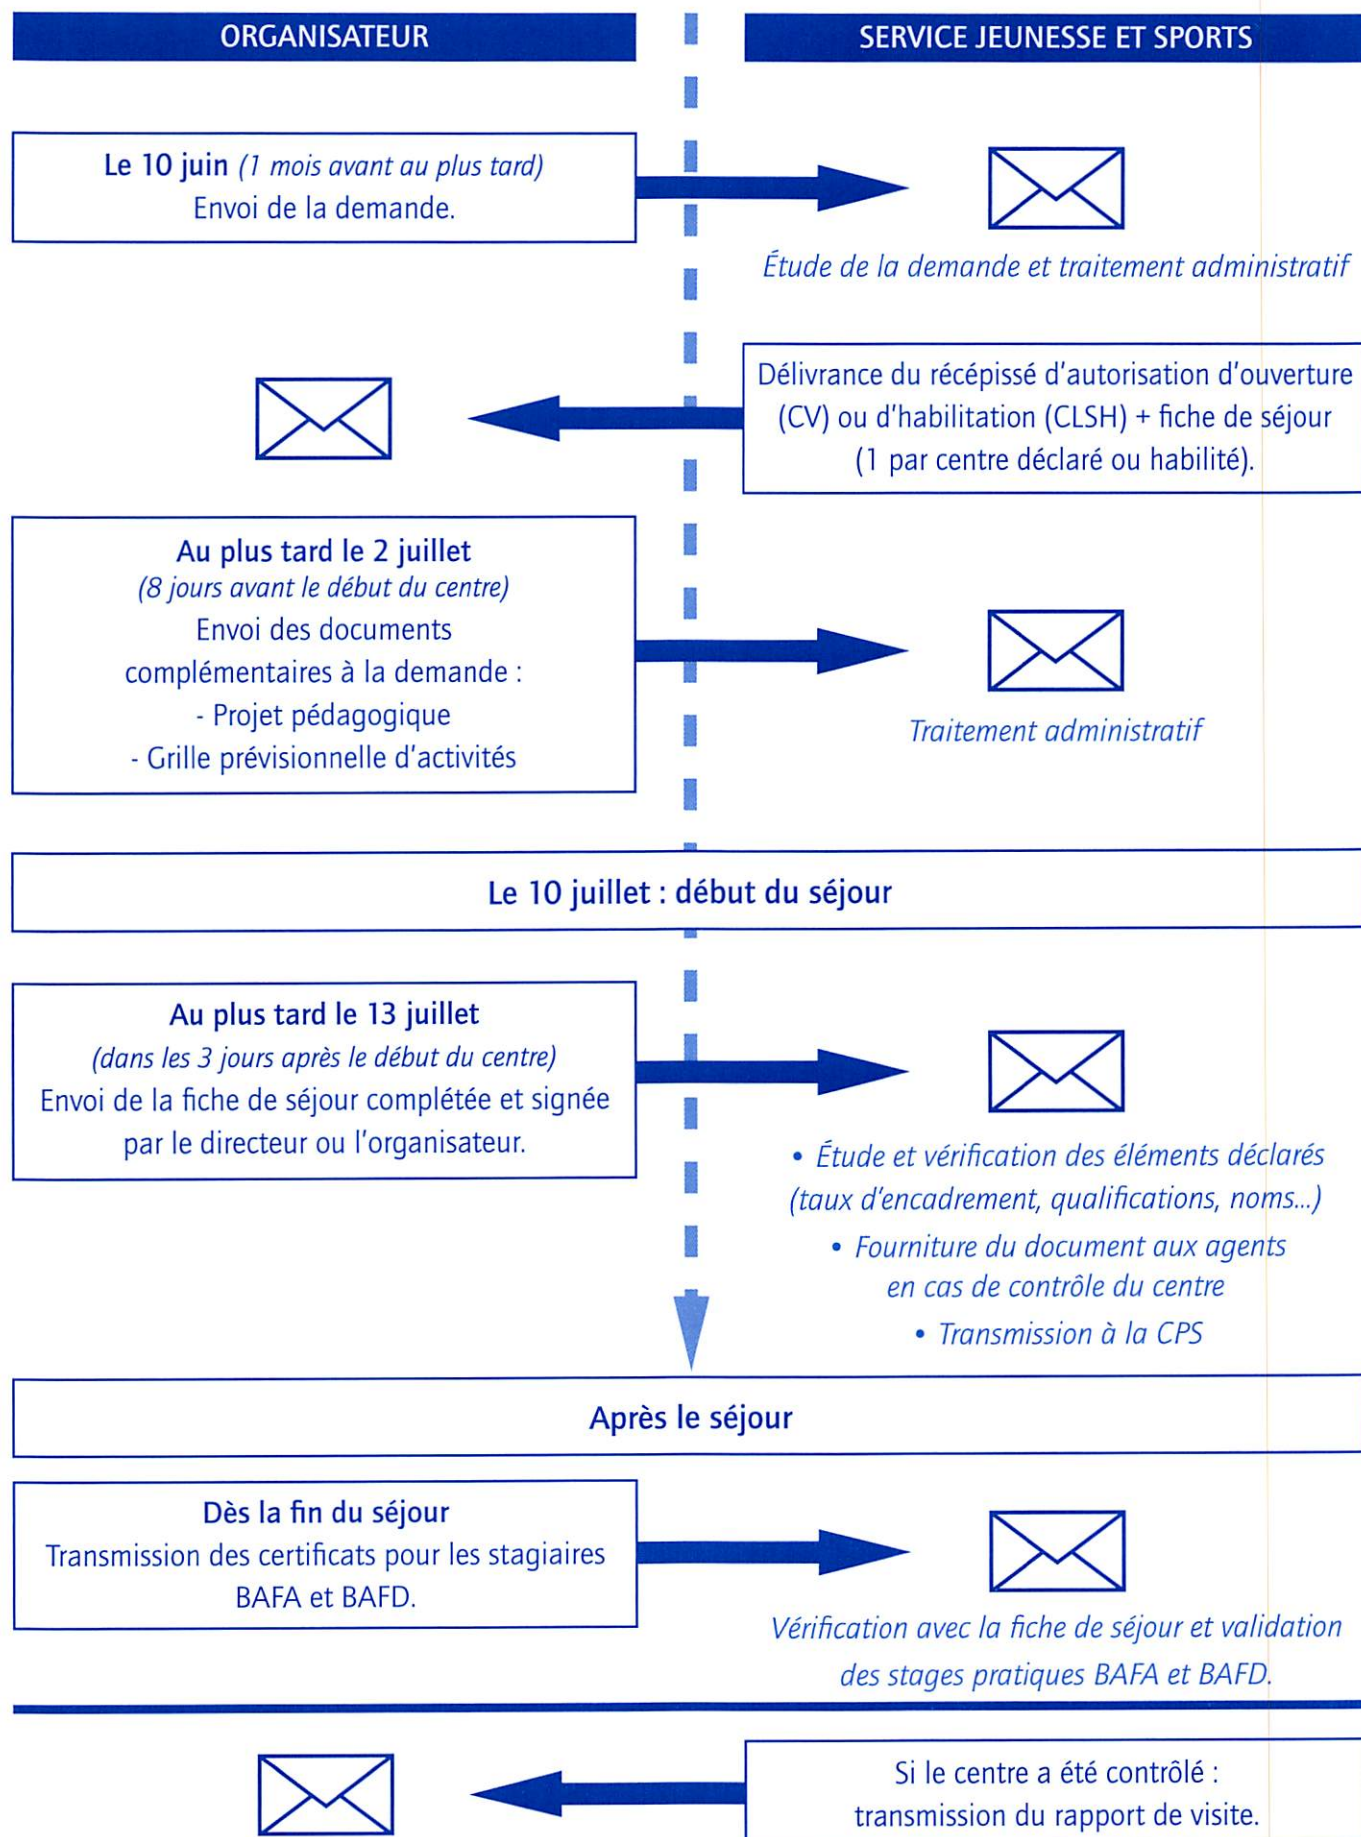 ORGANISATEUR
SERVICE JEUNESSE ET SPORTS
Le 10 juin (1 mois avant au plus tard)
Envoi de la demande.
Étude de la demande et traitement administratif
Délivrance du récépissé d'autorisation d'ouverture
(CV) ou d'habilitation (CLSH) + fiche de séjour
(1 par centre déclaré ou habilité).
Au plus tard le 2 juillet
(8 jours avant le début du centre)
Envoi des documents
complémentaires à la demande :
- Projet pédagogique
- Grille prévisionnelle d'activités
Traitement administratif
Le 10 juillet : début du séjour
Au plus tard le 13 juillet
(dans les 3 jours après le début du centre)
Envoi de la fiche de séjour complétée et signée
par le directeur ou l'organisateur.
• Étude et vérification des éléments déclarés
(taux d'encadrement, qualifications, noms...)
• Fourniture du document aux agents
en cas de contrôle du centre
• Transmission à la CPS
Après le séjour
Dès la fin du séjour
Transmission des certificats pour les stagiaires
BAFA et BAFD.
Vérification avec la fiche de séjour et validation
des stages pratiques BAFA et BAFD.
Si le centre a été contrôlé :
transmission du rapport de visite.